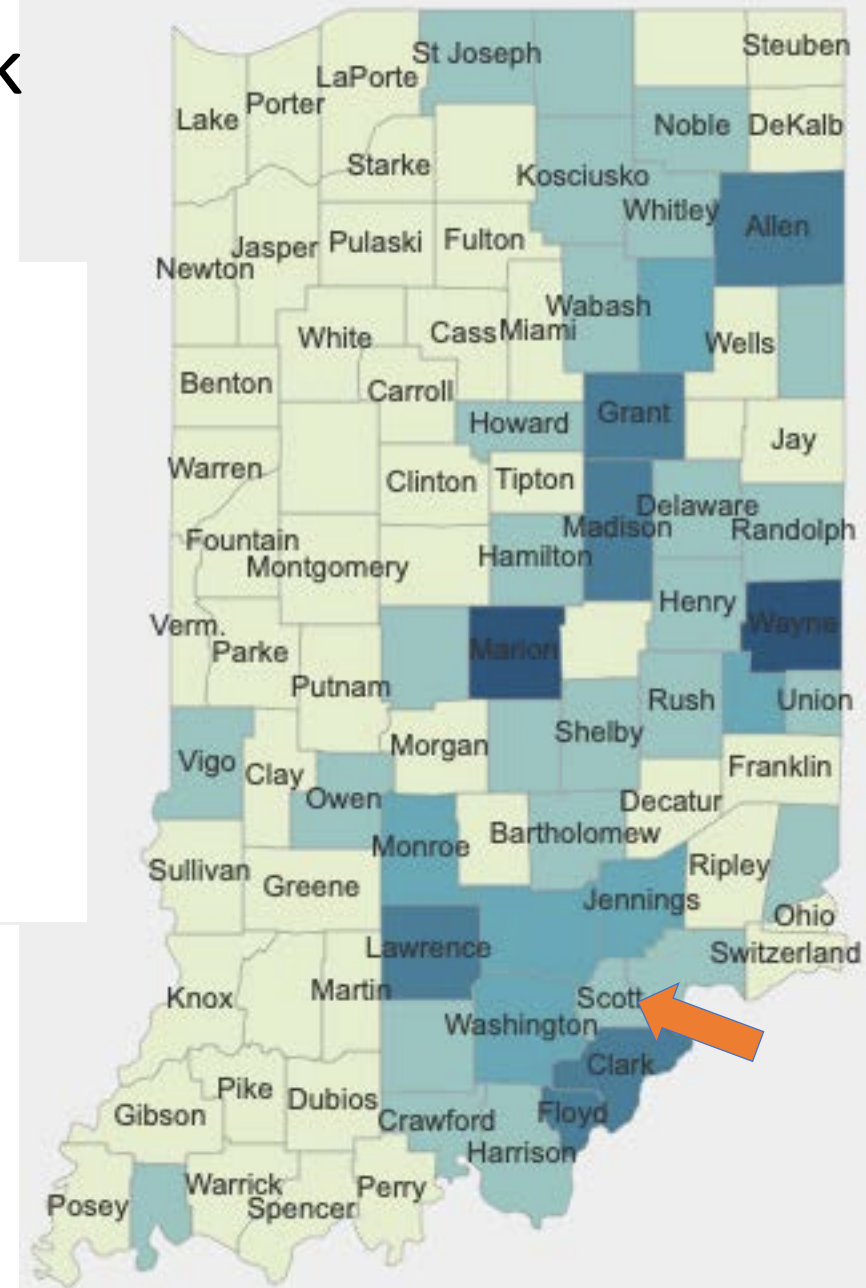 k
St Joseph
Steuben
LaPorte
Porter
Lake
Noble
DeKalb
Starke
Kosciusko
Whitley
Allen
Jasper
Pulaski
Fulton
Newton
Wabash
White
Cass
Miami
Wells
Benton
Carroll
Grant
Howard
Jay
Warren
Clinton
Tipton
Delaware
Madison
Randolph
Fountain
Hamilton
Montgomery
Henry
Verm.
Wayne
Parke
Marion
Putnam
Rush
Union
Shelby
Morgan
Vigo
Clay
Franklin
Owen
Decatur
Bartholomew
Monroe
Ripley
Sullivan
Greene
Jennings
Ohio
Lawrence
Switzerland
Knox
Martin
Scott
Washington
Clark
Pike
Dubios
Gibson
Crawford
Floyd
Harrison
Warrick
Perry
Posey
Spencer